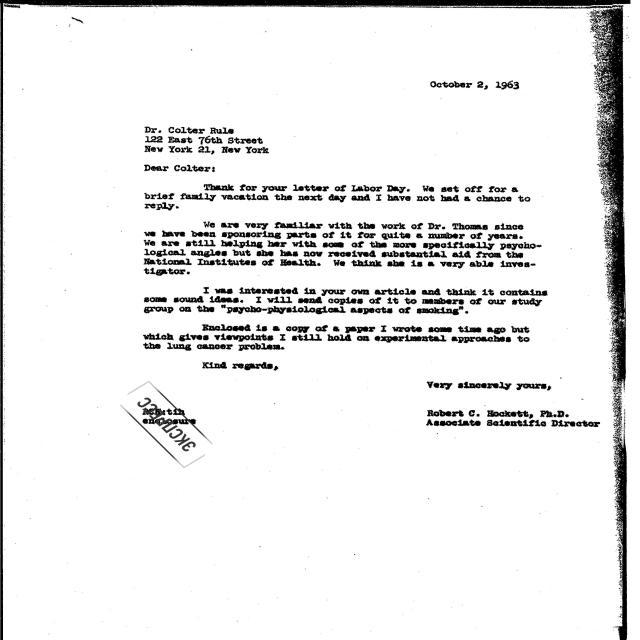 October 2, 1963
Dr. Colter Rule
122 East 76th Street
New York 21, New York
Dear Colter:
Thank for your letter of Labor Day. We set off for a
brief family vacation the next day and I have not had a chance to
reply.
We are very familiar with the work of Dr. Thomas since
we have been sponsoring parts of it for quite a number of years.
We are still helping her with some of the more specifically psycho-
logical angles but she has now received substantial aid from the
National Institutes of Health. We think she is a very able inves-
tigator.
I was interested in your own article and think it contains
some sound ideas. I will send copies of it to members of our study
group on the "psycho-physiological aspects of smoking".
Enclosed is a copy of a paper I wrote some time ago but
which gives viewpoints I still hold on experimental approaches to
the lung cancer problem.
Kind regards,
Very sincerely yours,
Robert C. Hockett, Ph.D.
Associate Scientific Director
enclosure
ЭКСПРЕСС